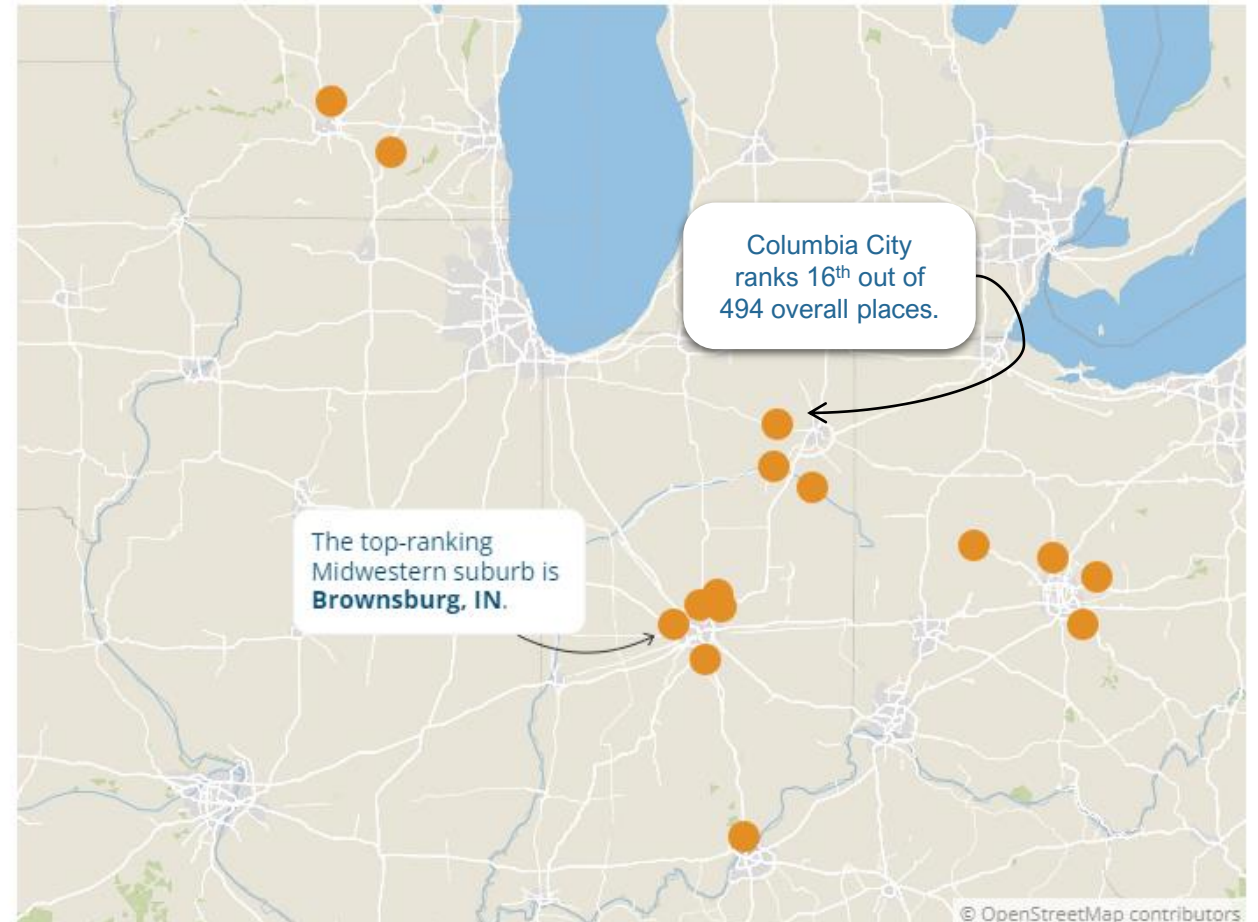 Columbia City
ranks 16th out of
494 overall places.
The top-ranking
Midwestern suburb is
Brownsburg, IN.
© OpenStreetMap contributors